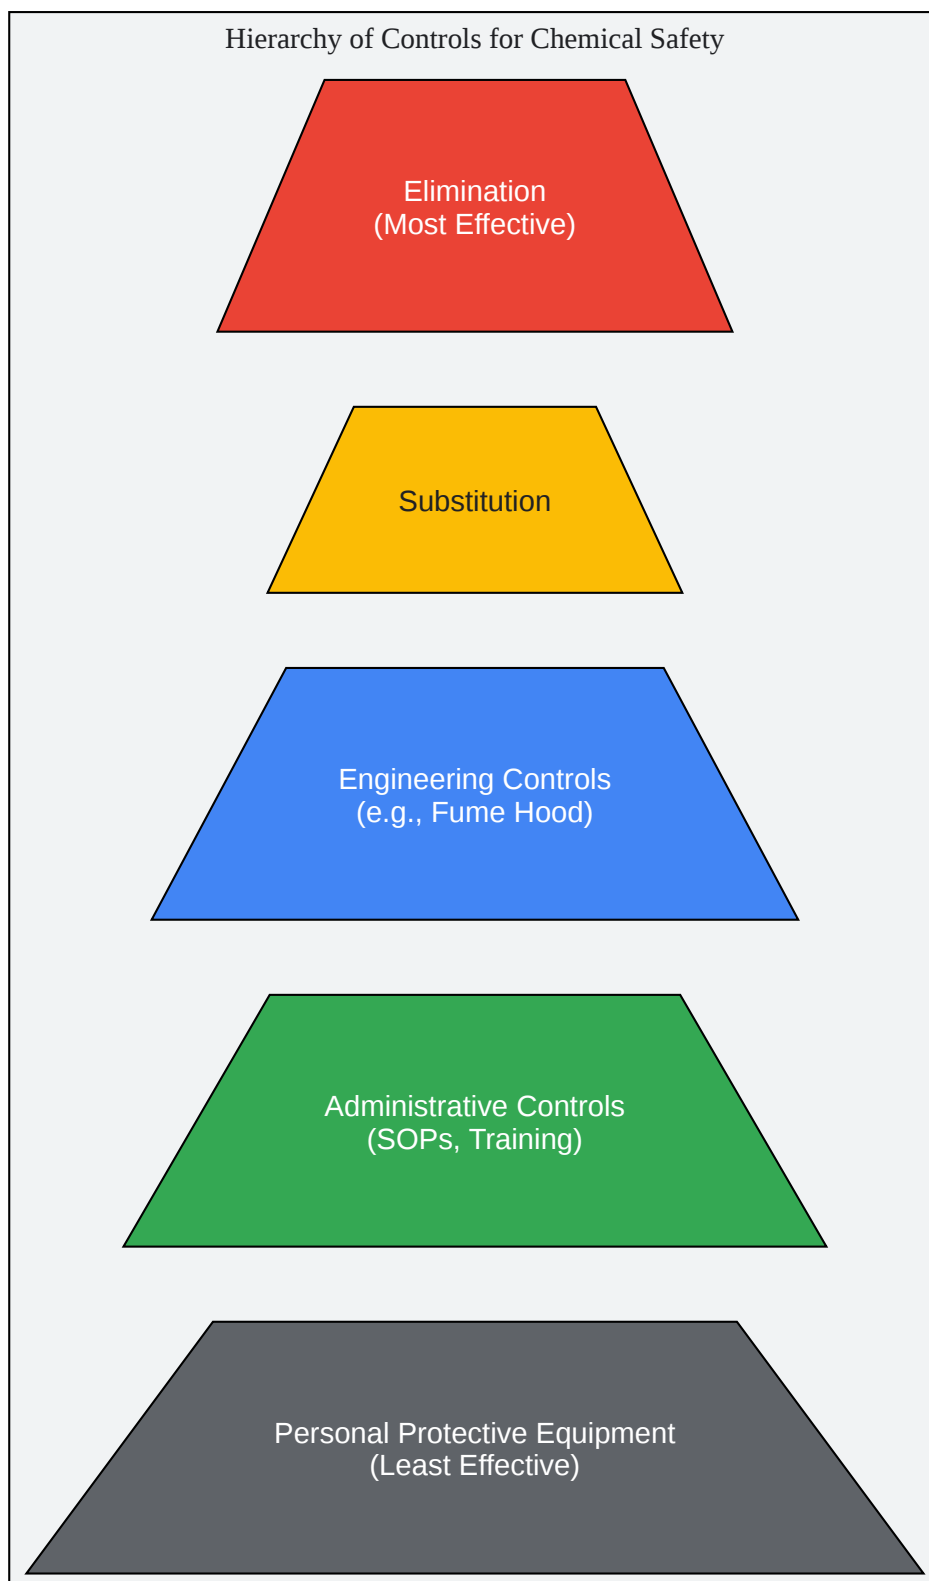 Hierarchy of Controls for Chemical Safety
Elimination
(Most Effective)
Substitution
Engineering Controls
(e.g., Fume Hood)
Administrative Controls
(SOPs, Training)
Personal Protective Equipment
(Least Effective)